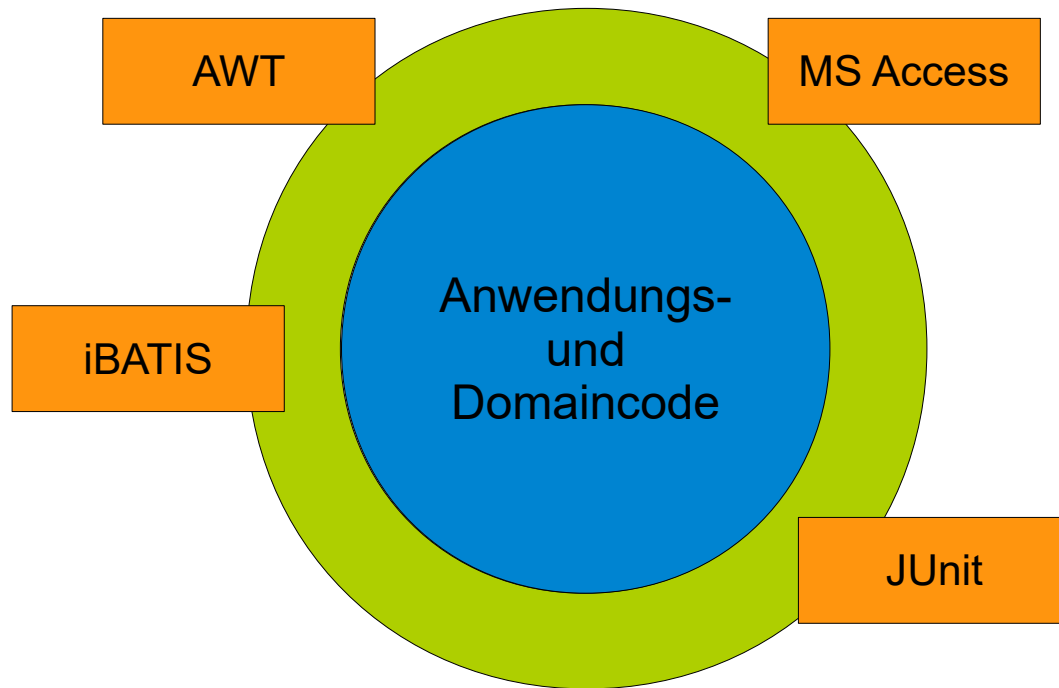 AWT
MS Access
Anwendungs-
und
Domaincode
iBATIS
JUnit